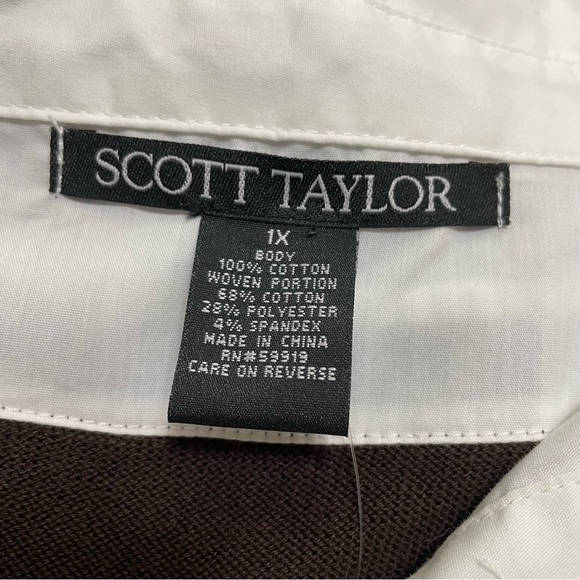 SCOTT TAYLOR
1X
BODY
100% COTTON
WOVEN PORTION
68% COTTON
28% POLYESTER
4% SPANDEX
MADE IN CHINA
RN#59919
CARE ON REVERSE